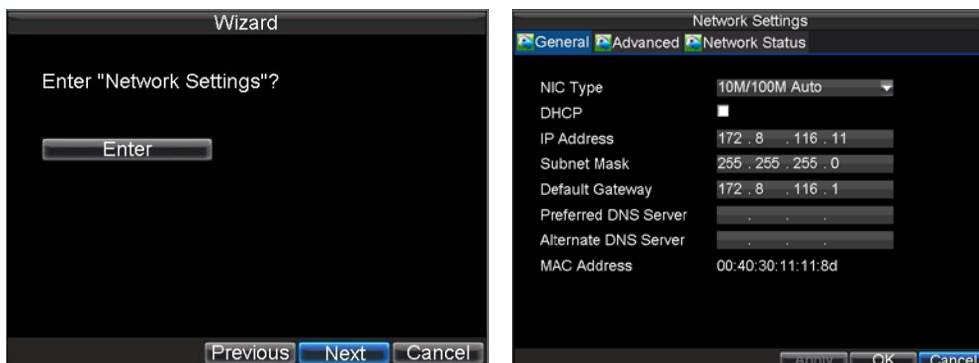 Wizard
Enter "Network Settings"?
Enter
Previous Next Cancel
Network Settings
General Advanced Network Status
NIC Type 10M/100M Auto
DHCP
IP Address 172 . 8 . 116 . 11
Subnet Mask 255 . 255 . 255 . 0
Default Gateway 172 . 8 . 116 . 1
Preferred DNS Server . . .
Alternate DNS Server . . .
MAC Address 00:40:30:11:11:8d
Apply OK Cancel